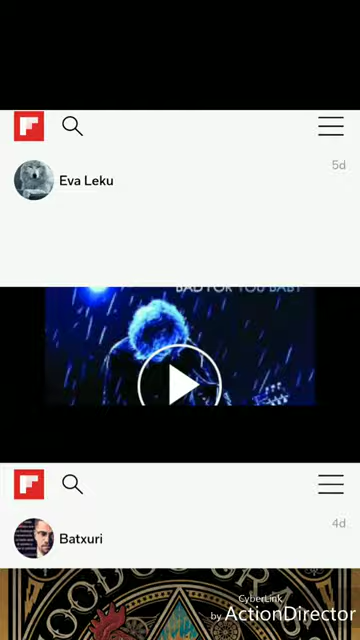 5d
Eva Leku
BAD FOR YOU BABY
4d
Batxuri
CyberLink
by ActionDirector